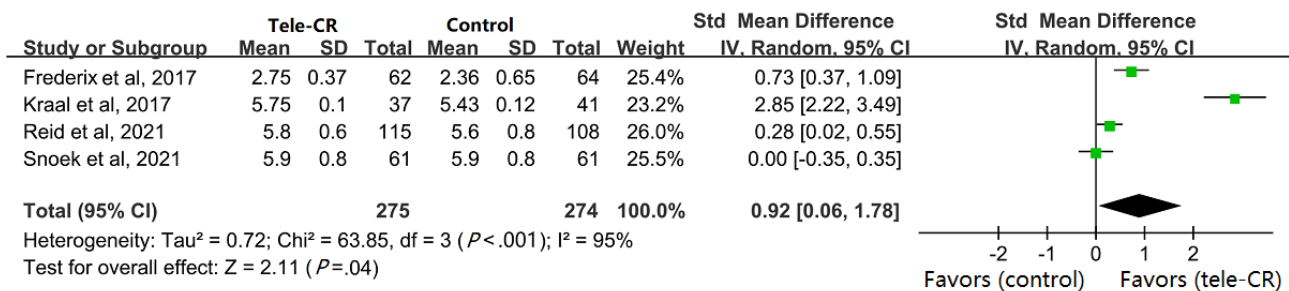 Tele-CR Control Std Mean Difference Std Mean Difference
Study or Subgroup Mean SD Total Mean SD Total Weight IV, Random, 95% CI IV, Random, 95% CI
Frederix et al, 2017 2.75 0.37 62 2.36 0.65 64 25.4% 0.73 [0.37, 1.09]
Kraal et al, 2017 5.75 0.1 37 5.43 0.12 41 23.2% 2.85 [2.22, 3.49]
Reid et al, 2021 5.8 0.6 115 5.6 0.8 108 26.0% 0.28 [0.02, 0.55]
Snoek et al, 2021 5.9 0.8 61 5.9 0.8 61 25.5% 0.00 [-0.35, 0.35]
Total (95% CI) 275 274 100.0% 0.92 [0.06, 1.78]
Heterogeneity: Tau² = 0.72; Chi² = 63.85, df = 3 (P<.001); I² = 95%
Test for overall effect: Z = 2.11 (P=.04)
-2 -1 0 1 2
Favors (control) Favors (tele-CR)